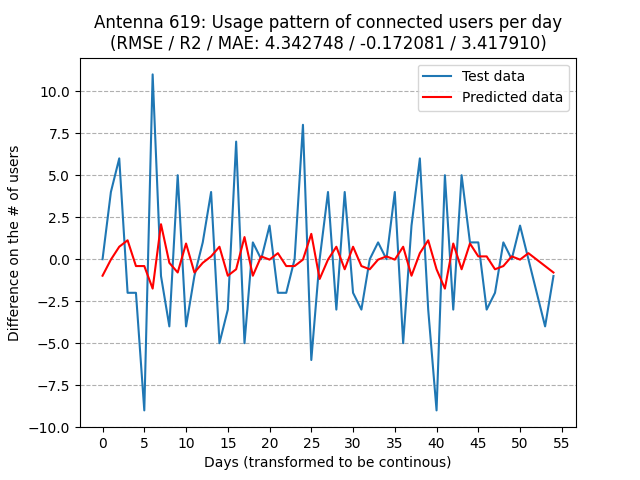 Antenna 619: Usage pattern of connected users per day
(RMSE / R2 / MAE: 4.342748 / -0.172081 / 3.417910)
Test data
Predicted data
Difference on the # of users
10.0
7.5
5.0
2.5
0.0
−2.5
−5.0
−7.5
−10.0
0 5 10 15 20 25 30 35 40 45 50 55
Days (transformed to be continous)